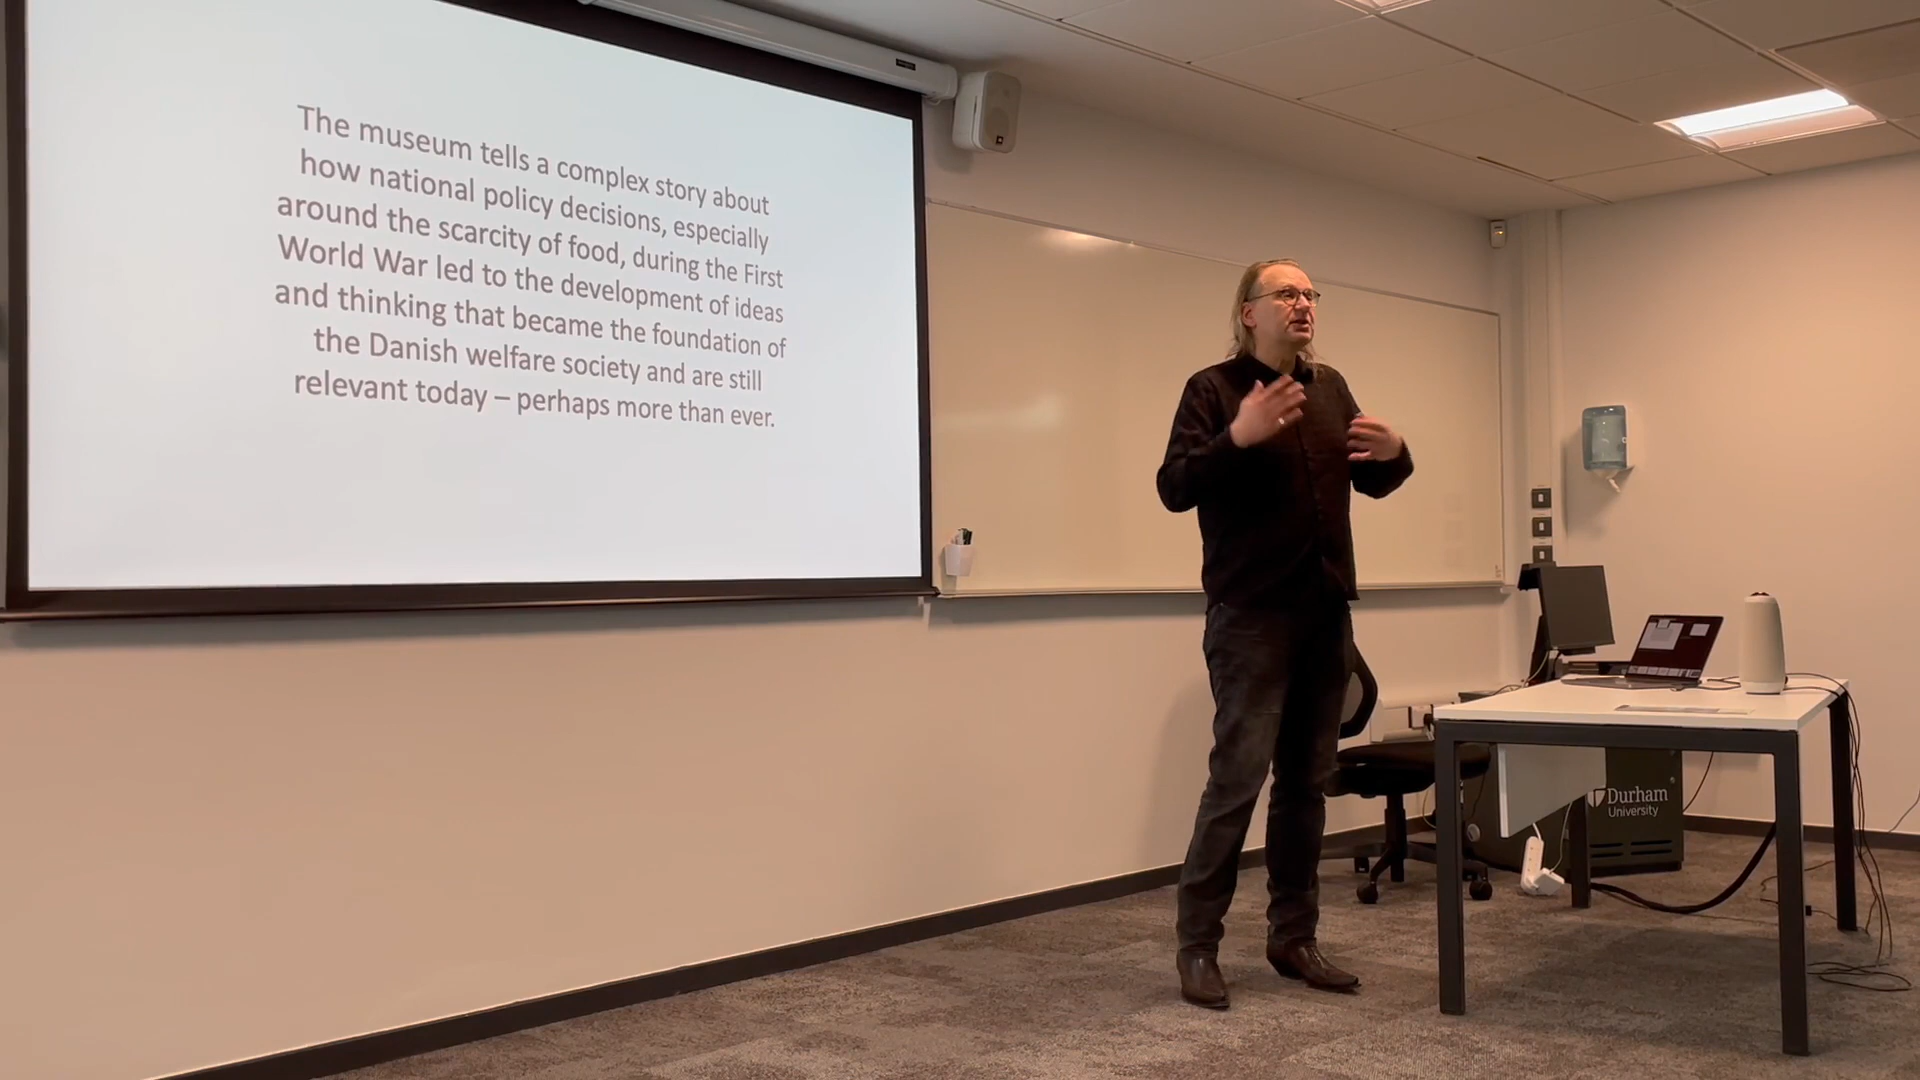 The museum tells a complex story about
how national policy decisions, especially
around the scarcity of food, during the First
World War led to the development of ideas
and thinking that became the foundation of
the Danish welfare society and are still
relevant today – perhaps more than ever.
Durham
University